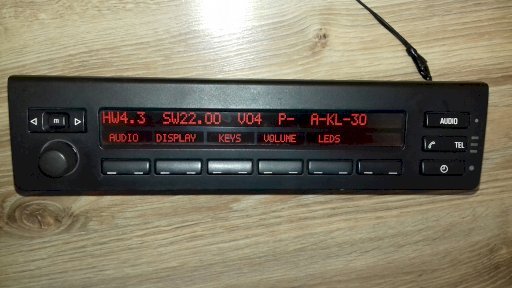 HW4.3 SW22.00 V04 P- A-KL-30
AUDIO DISPLAY KEYS VOLUME LEDS
m
AUDIO
TEL